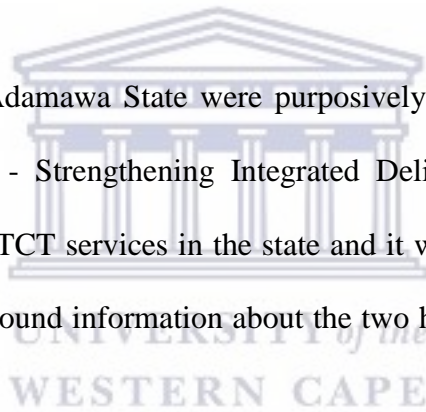 Adamawa State were purposively
- Strengthening Integrated Deli
TCT services in the state and it w
ound information about the two h
UNIVERSITY of the
WESTERN CAPE